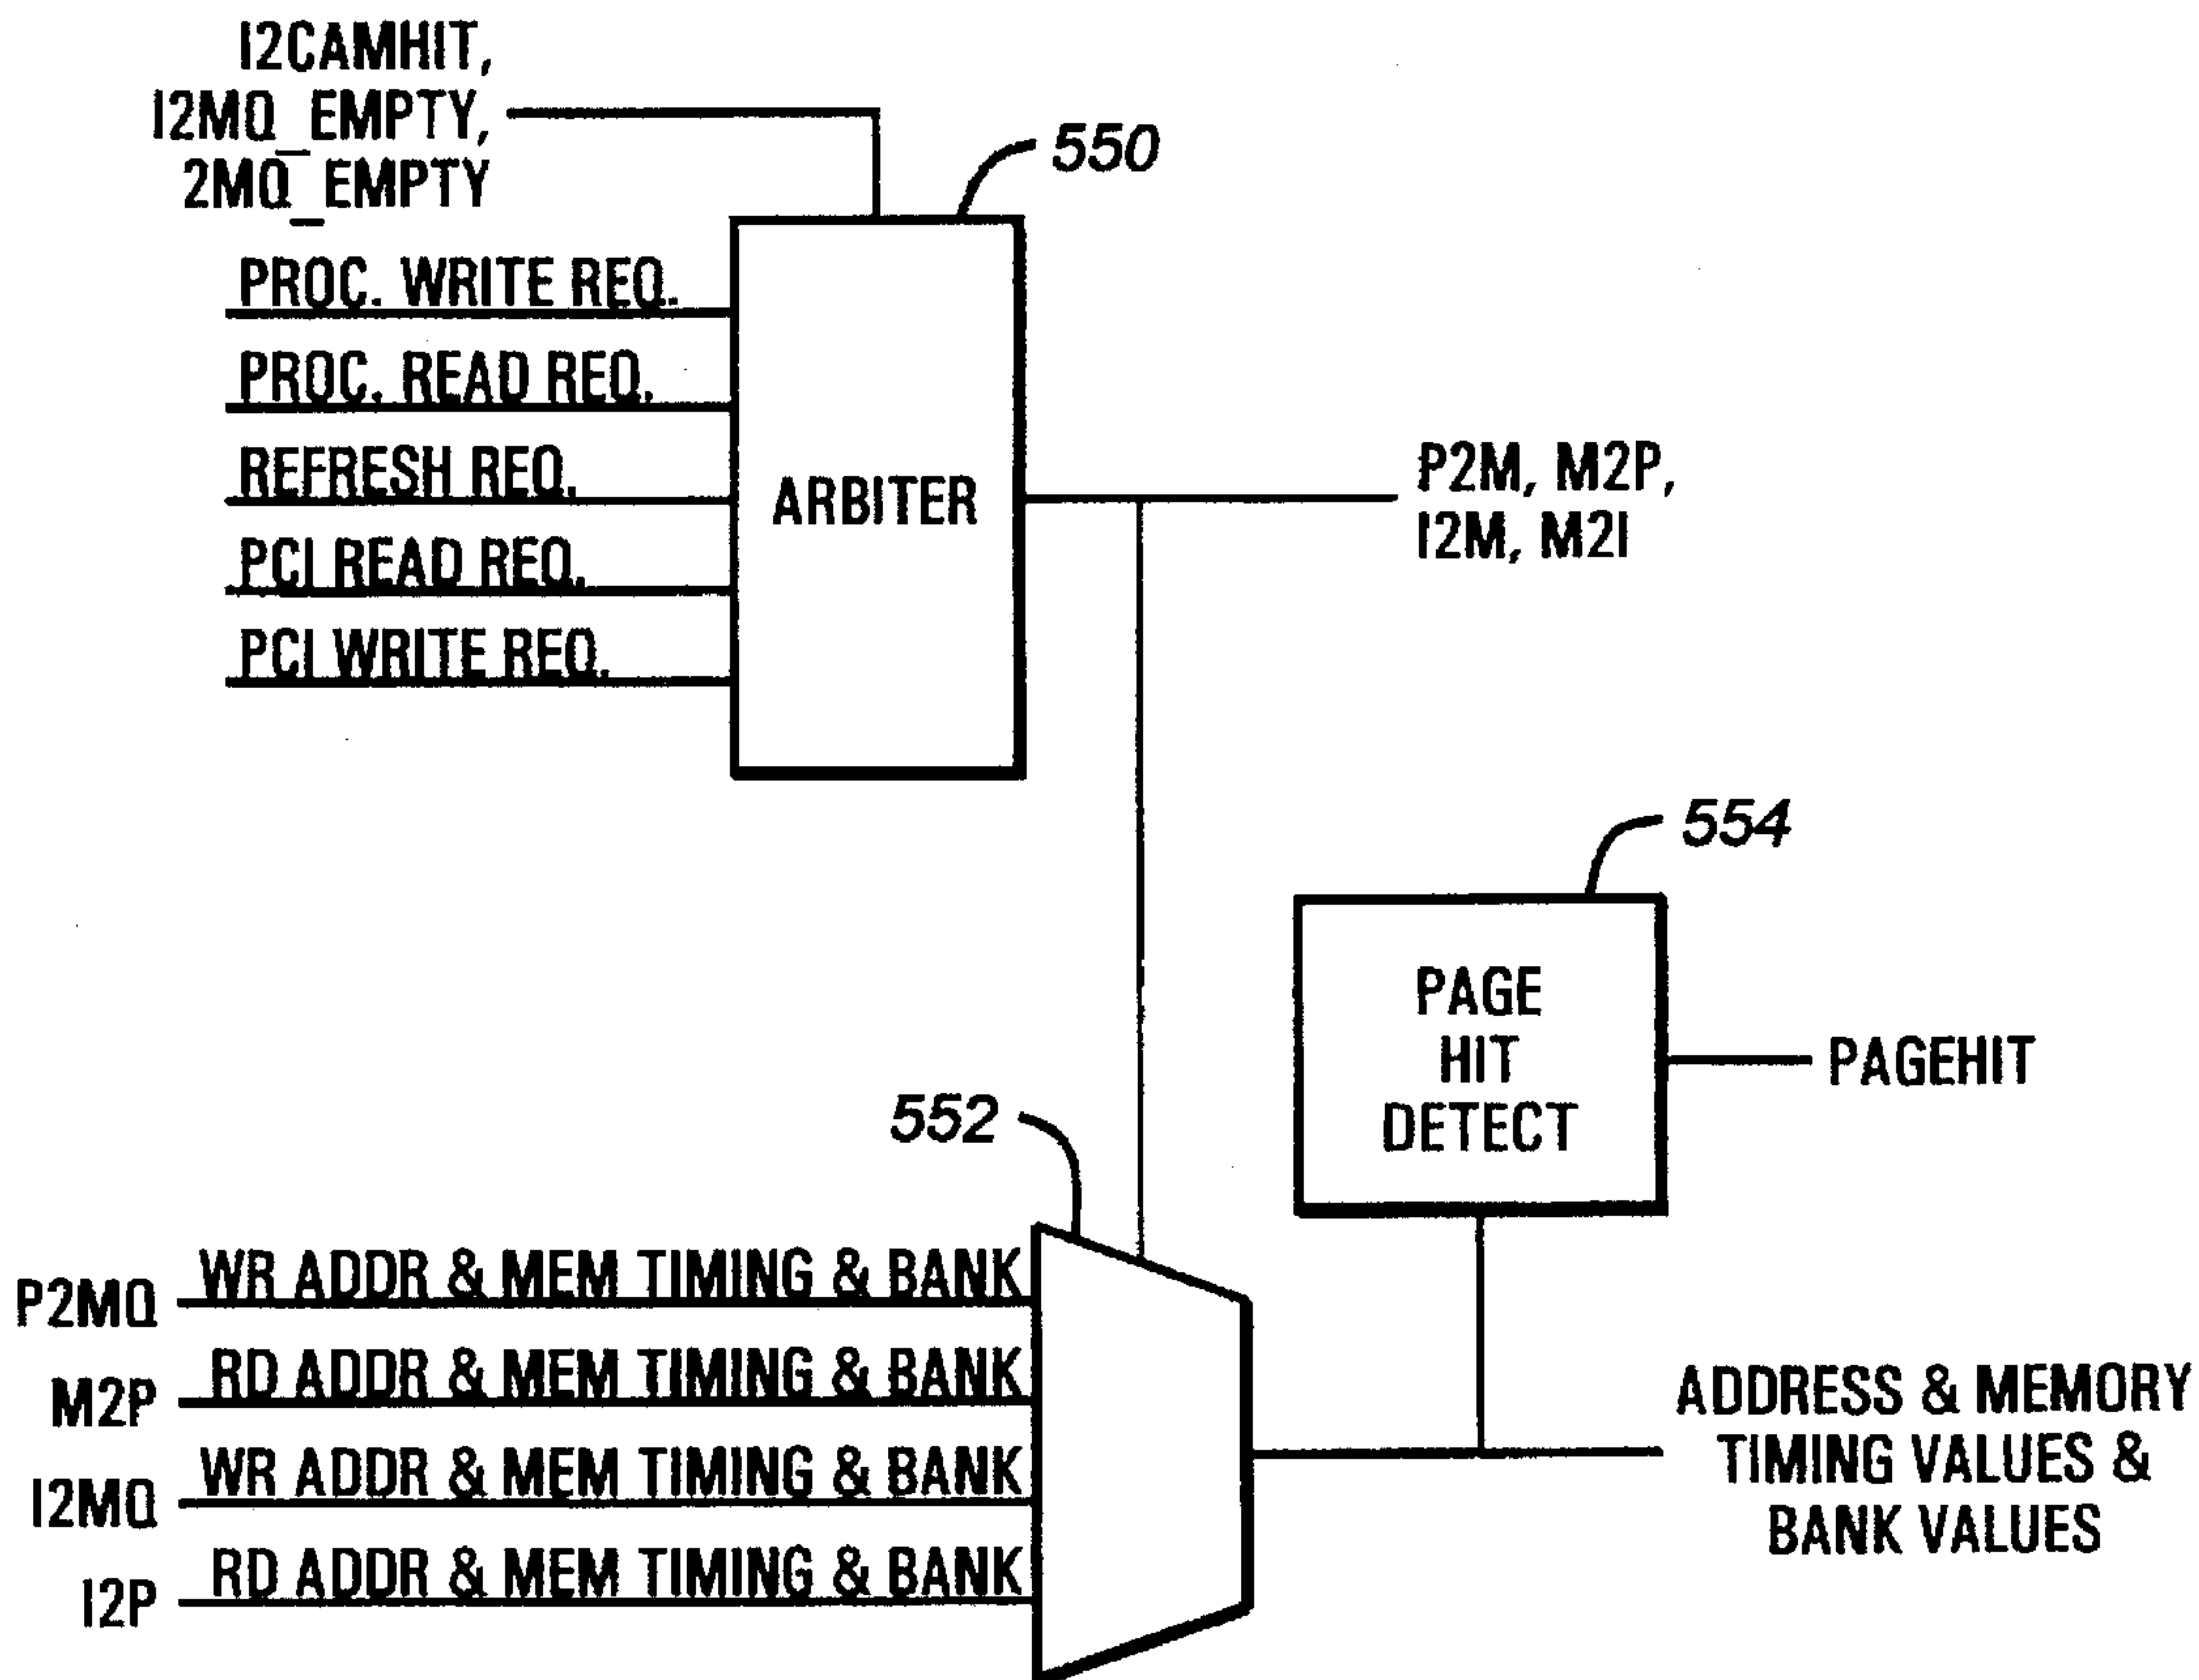 I2CAMHIT,
I2MQ_EMPTY,
2MQ_EMPTY
550
PROC. WRITE REQ.
PROC. READ REQ.
REFRESH REQ.
PCI READ REQ.
PCI WRITE REQ.
ARBITER
P2M, M2P,
I2M, M2I
554
PAGE
HIT
DETECT
PAGEHIT
552
P2MQ WR ADDR & MEM TIMING & BANK
M2P RD ADDR & MEM TIMING & BANK
I2MQ WR ADDR & MEM TIMING & BANK
I2P RD ADDR & MEM TIMING & BANK
ADDRESS & MEMORY
TIMING VALUES &
BANK VALUES